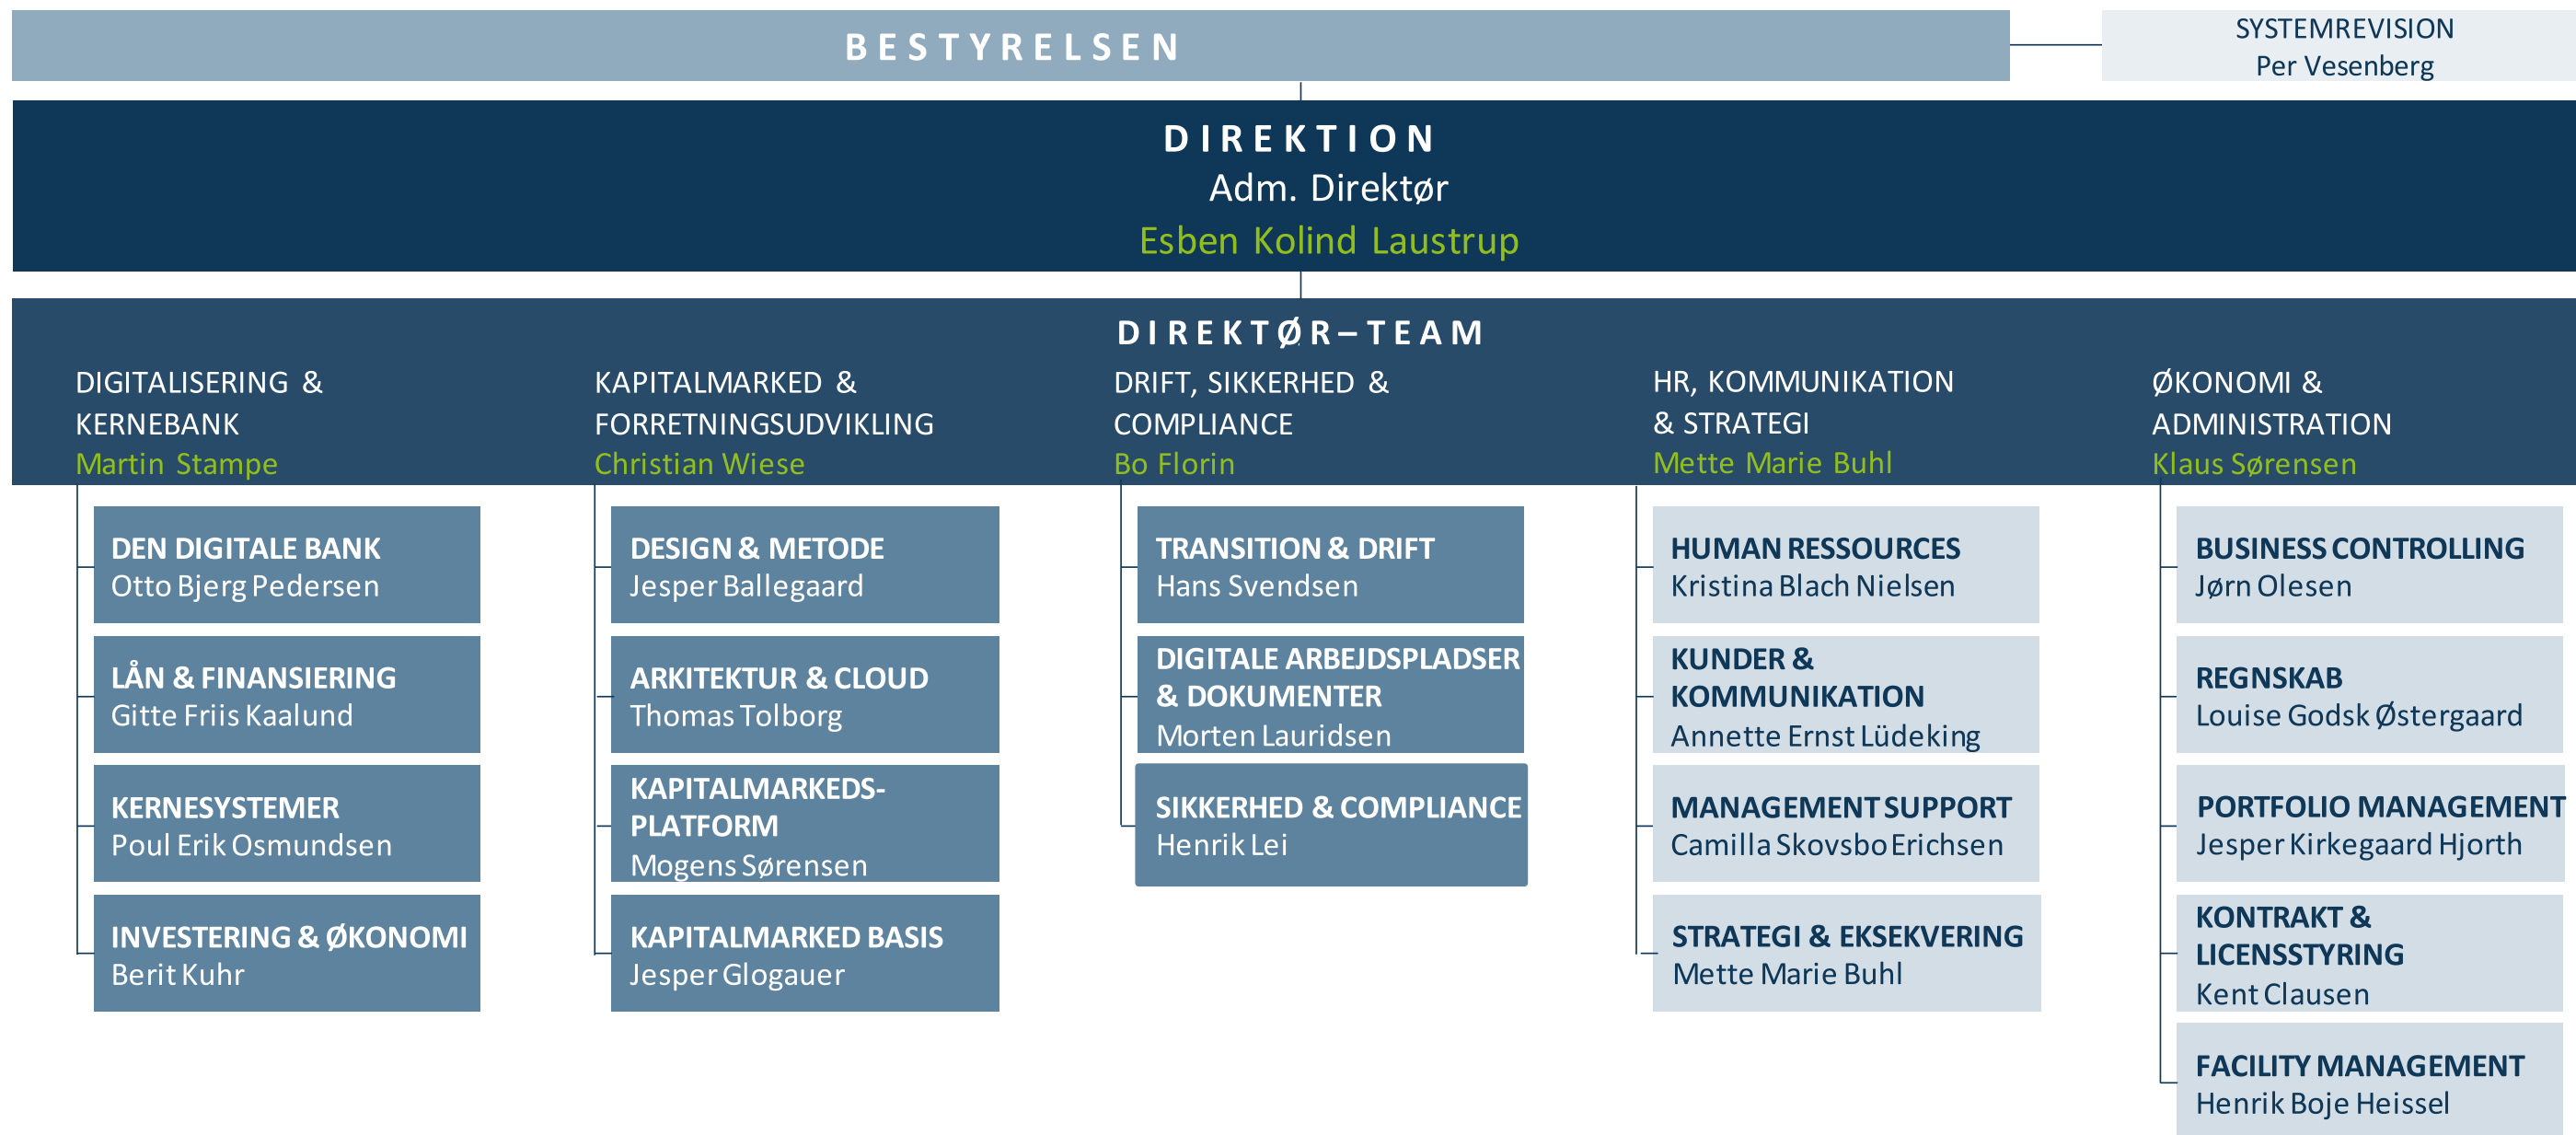 BESTYRELSEN
SYSTEMREVISION
Per Vesenberg
DIREKTION
Adm. Direktør
Esben Kolind Laustrup
DIREKTØR–TEAM
DIGITALISERING &
KERNEBANK
Martin Stampe
DEN DIGITALE BANK
Otto Bjerg Pedersen
LÅN & FINANSIERING
Gitte Friis Kaalund
KERNESYSTEMER
Poul Erik Osmundsen
INVESTERING & ØKONOMI
Berit Kuhr
KAPITALMARKED &
FORRETNINGSUDVIKLING
Christian Wiese
DESIGN & METODE
Jesper Ballegaard
ARKITEKTUR & CLOUD
Thomas Tolborg
KAPITALMARKEDS-
PLATFORM
Mogens Sørensen
KAPITALMARKED BASIS
Jesper Glogauer
DRIFT, SIKKERHED &
COMPLIANCE
Bo Florin
TRANSITION & DRIFT
Hans Svendsen
DIGITALE ARBEJDSPLADSER
& DOKUMENTER
Morten Lauridsen
SIKKERHED & COMPLIANCE
Henrik Lei
HR, KOMMUNIKATION
& STRATEGI
Mette Marie Buhl
HUMAN RESSOURCES
Kristina Blach Nielsen
KUNDER &
KOMMUNIKATION
Annette Ernst Lüdeking
MANAGEMENT SUPPORT
Camilla Skovsbo Erichsen
STRATEGI & EKSEKVERING
Mette Marie Buhl
ØKONOMI &
ADMINISTRATION
Klaus Sørensen
BUSINESS CONTROLLING
Jørn Olesen
REGNSKAB
Louise Godsk Østergaard
PORTFOLIO MANAGEMENT
Jesper Kirkegaard Hjorth
KONTRAKT &
LICENSSTYRING
Kent Clausen
FACILITY MANAGEMENT
Henrik Boje Heissel